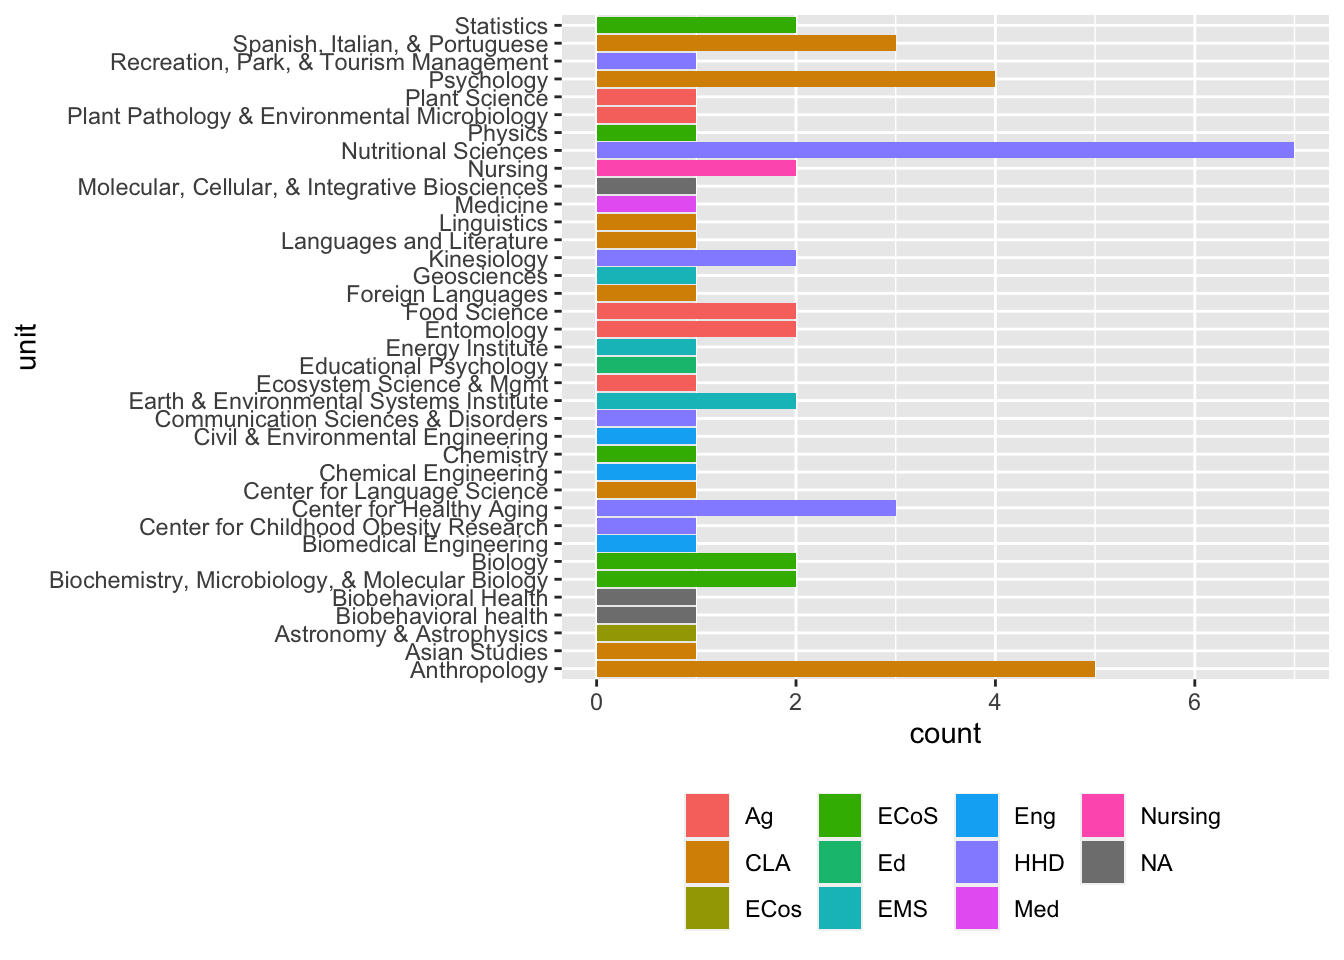 Statistics
Spanish, Italian, & Portuguese
Recreation, Park, & Tourism Management
Psychology
Plant Science
Plant Pathology & Environmental Microbiology
Physics
Nutritional Sciences
Nursing
Molecular, Cellular, & Integrative Biosciences
Medicine
Linguistics
Languages and Literature
Kinesiology
Geosciences
Foreign Languages
Food Science
Entomology
Energy Institute
Educational Psychology
Ecosystem Science & Mgmt
Earth & Environmental Systems Institute
Communication Sciences & Disorders
Civil & Environmental Engineering
Chemistry
Chemical Engineering
Center for Language Science
Center for Healthy Aging
Center for Childhood Obesity Research
Biomedical Engineering
Biology
Biochemistry, Microbiology, & Molecular Biology
Biobehavioral Health
Biobehavioral health
Astronomy & Astrophysics
Asian Studies
Anthropology
unit
0 2 4 6
count
Ag ECoS Eng Nursing
CLA Ed HHD NA
ECos EMS Med